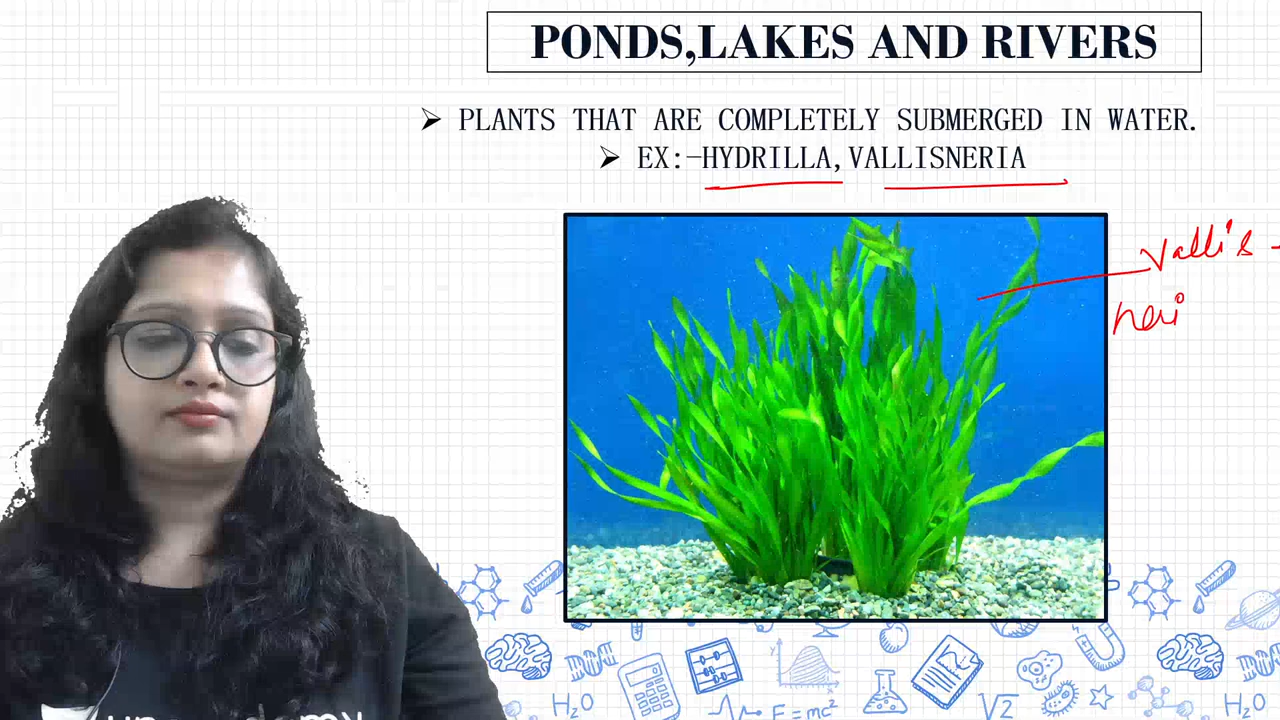 PONDS,LAKES AND RIVERS
➢ PLANTS THAT ARE COMPLETELY SUBMERGED IN WATER.
➢ EX:-HYDRILLA,VALLISNERIA
Vallis-
neri
H₂O
E=mc²
√2
H₂O